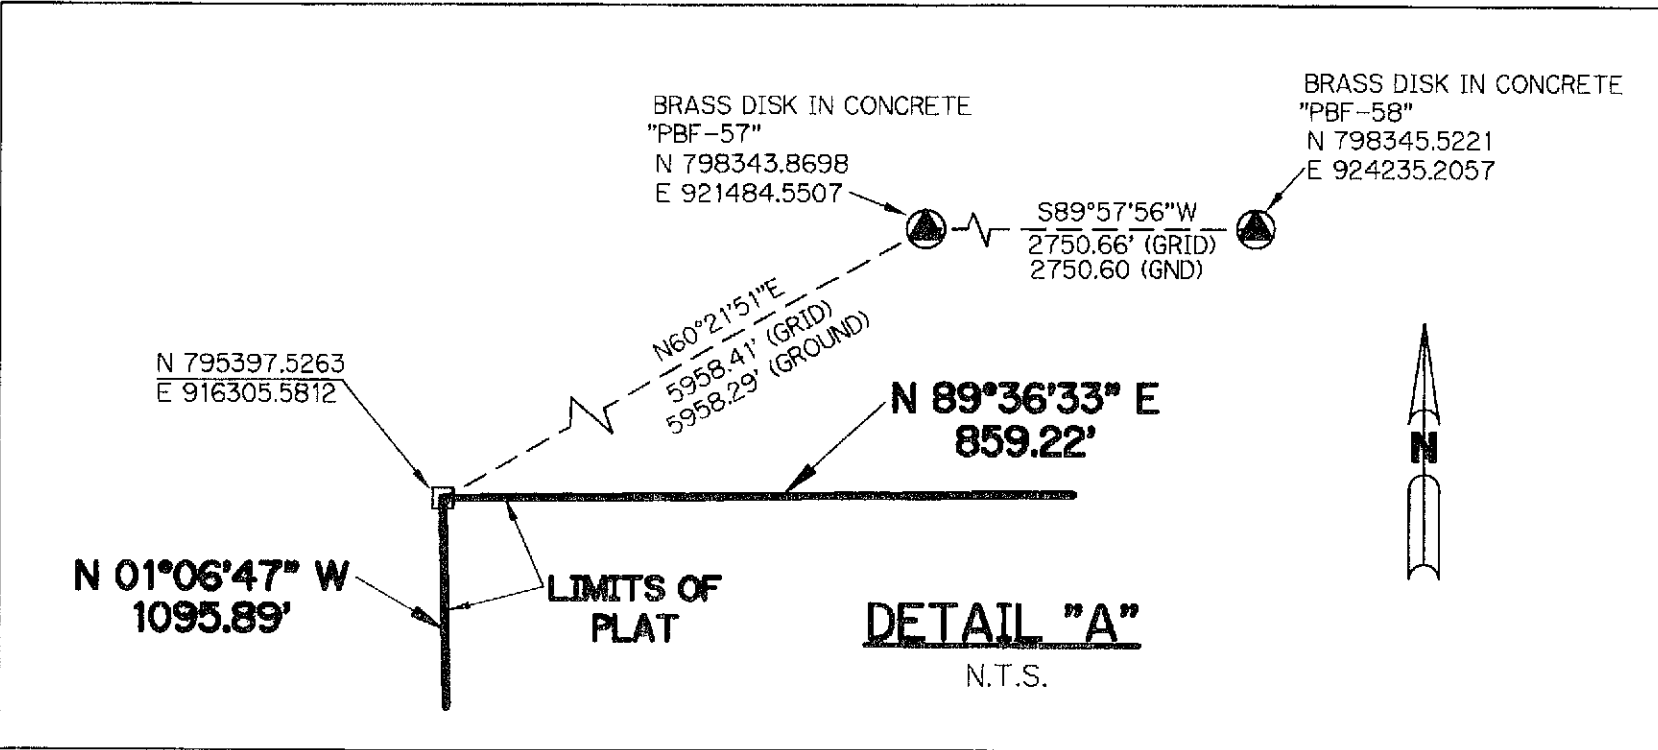 BRASS DISK IN CONCRETE
"PBF-57"
N 798343.8698
E 921484.5507
BRASS DISK IN CONCRETE
"PBF-58"
N 798345.5221
E 924235.2057
S89°57'56"W
2750.66' (GRID)
2750.60 (GND)
N60°21'51"E
5958.41' (GRID)
5958.29' (GROUND)
N 795397.5263
E 916305.5812
N 89°36'33" E
859.22'
N
N 01°06'47" W
1095.89'
LIMITS OF
PLAT
DETAIL "A"
N.T.S.